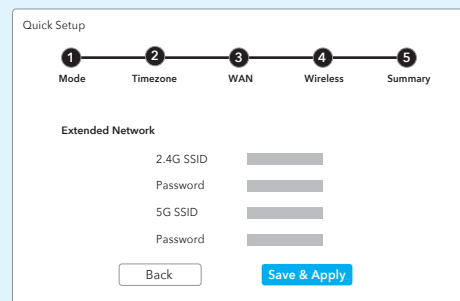 Quick Setup
1 2 3 4 5
Mode Timezone WAN Wireless Summary
Extended Network
2.4G SSID
Password
5G SSID
Password
Back Save & Apply